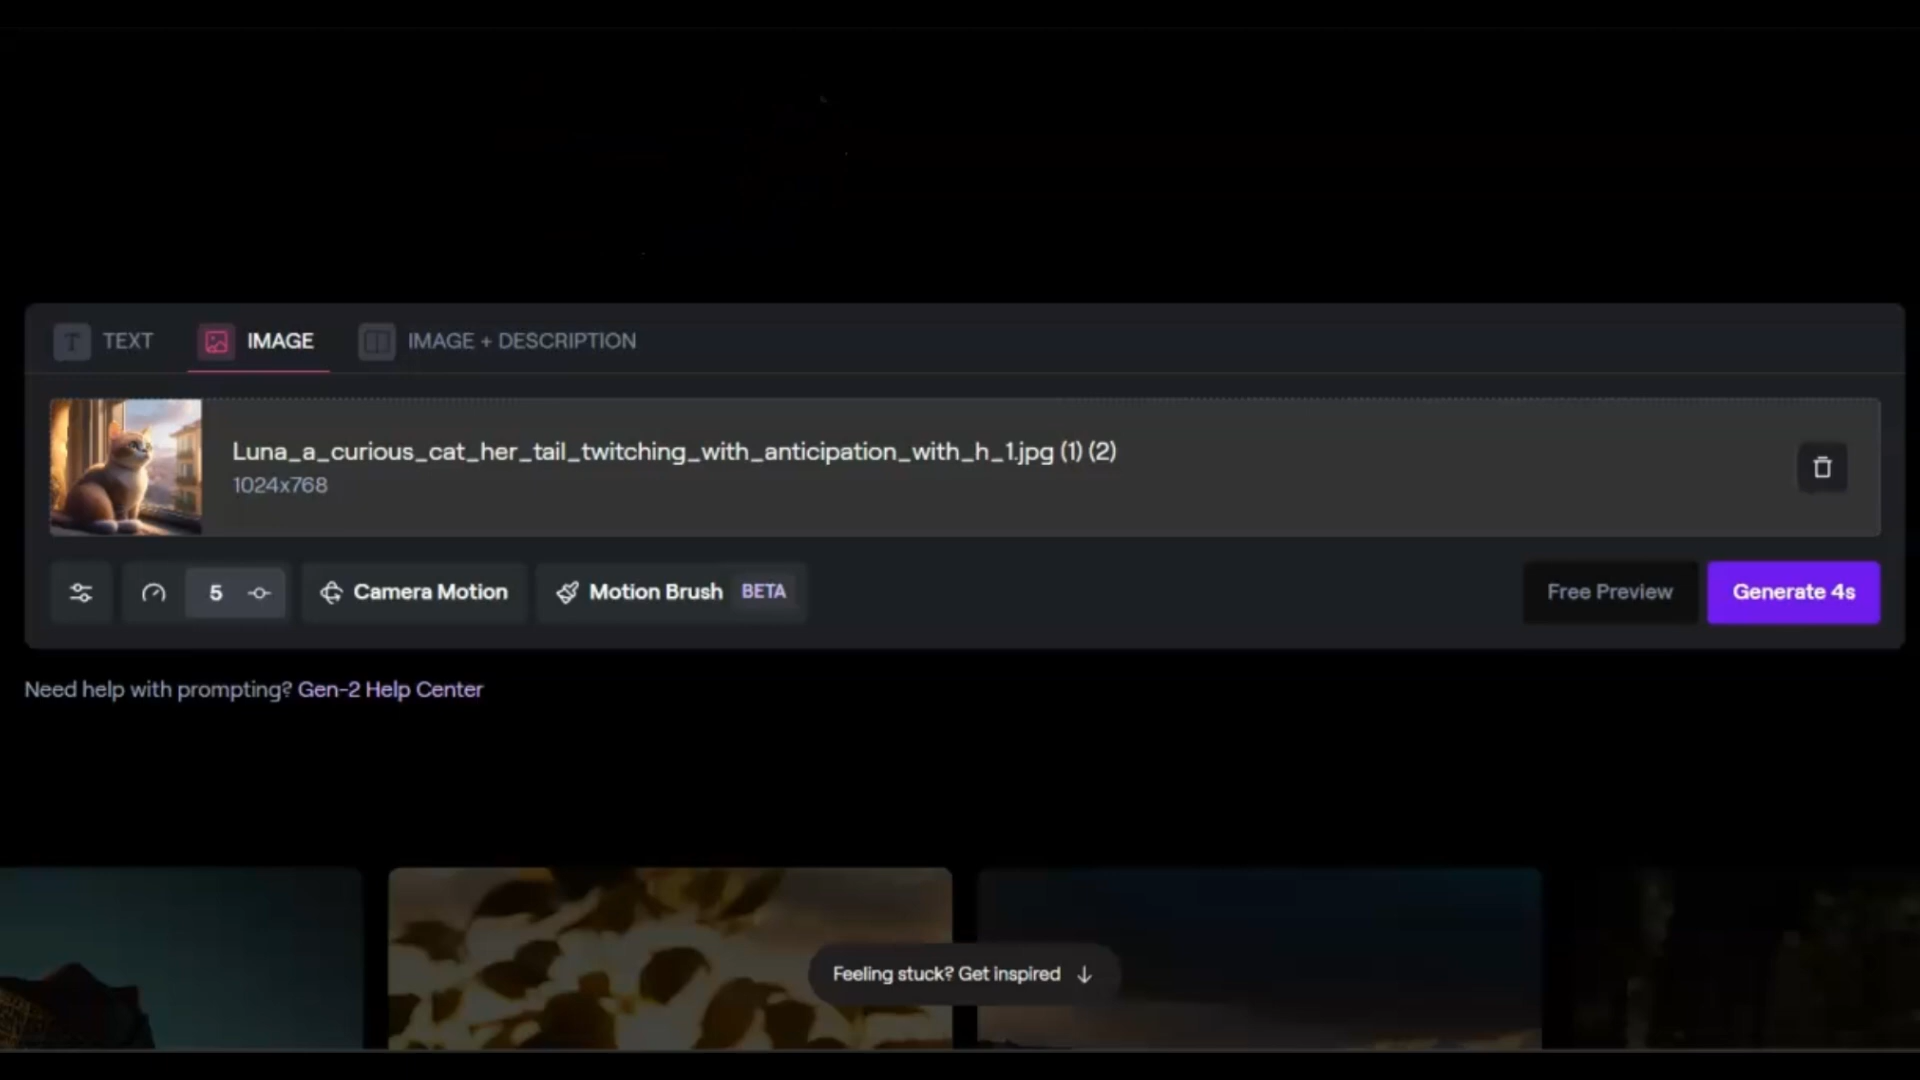 TEXT
IMAGE
IMAGE + DESCRIPTION
Luna_a_curious_cat_her_tail_twitching_with_anticipation_with_h_1.jpg (1) (2)
1024x768
5
Camera Motion
Motion Brush BETA
Free Preview
Generate 4s
Need help with prompting? Gen-2 Help Center
Feeling stuck? Get inspired ↓